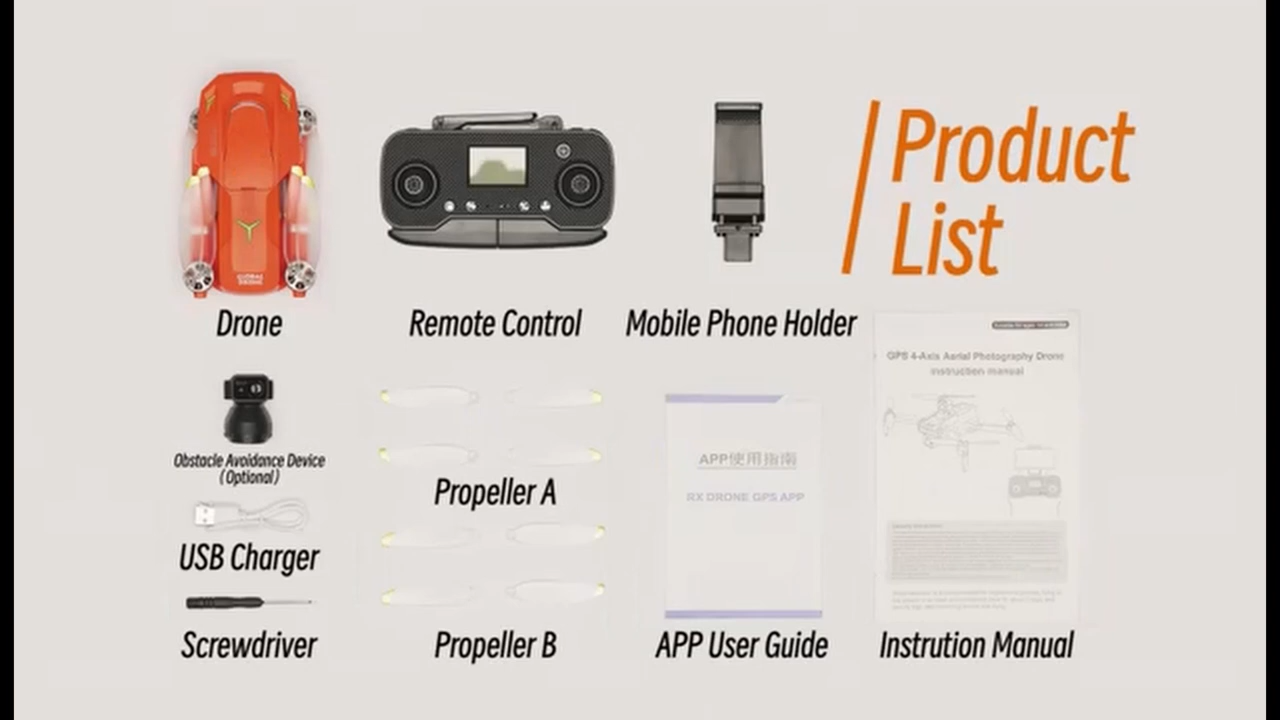 Product
List
GLOBAL
DRONE
Drone
Remote Control
Mobile Phone Holder
Obstacle Avoidance Device
(Optional)
USB Charger
Screwdriver
Propeller A
Propeller B
APP使用指南
RX DRONE GPS APP
APP User Guide
GPS 4-Axis Aerial Photography Drone
instruction manual
Instrution Manual